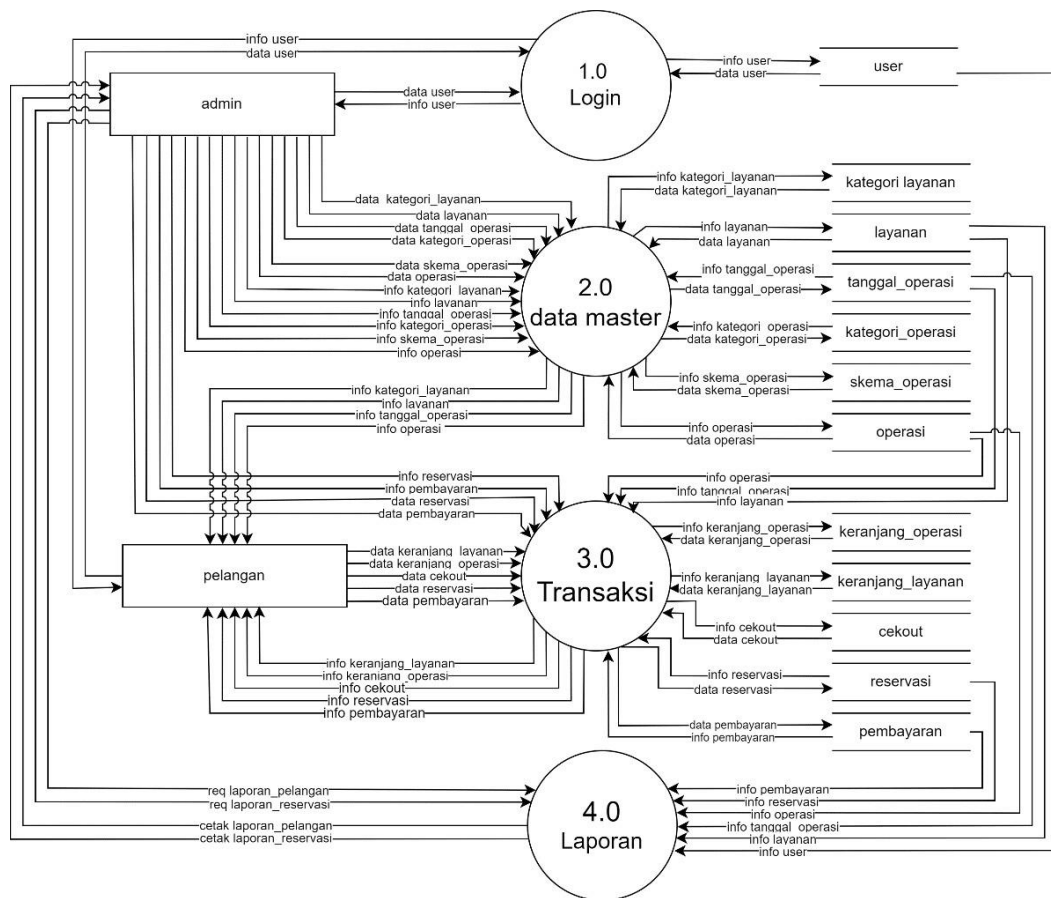 info user
data user
info user
data user
user
1.0
Login
admin
data user
info user
data kategori_layanan
data layanan
data tanggal_operasi
data kategori_operasi
data skema_operasi
data operasi
info kategori_layanan
info layanan
info tanggal_operasi
info kategori_operasi
info skema_operasi
info operasi
2.0
data master
info kategori_layanan
data kategori_layanan
kategori layanan
info layanan
data layanan
layanan
info tanggal_operasi
data tanggal_operasi
tanggal_operasi
info kategori_operasi
data kategori_operasi
kategori_operasi
info skema_operasi
data skema_operasi
skema_operasi
info operasi
data operasi
operasi
info kategori_layanan
info layanan
info tanggal_operasi
info operasi
info reservasi
info pembayaran
data reservasi
data pembayaran
info operasi
info tanggal_operasi
info layanan
pelangan
data keranjang_layanan
data keranjang_operasi
data cekout
data reservasi
data pembayaran
3.0
Transaksi
info keranjang_operasi
data keranjang_operasi
keranjang_operasi
info keranjang_layanan
data keranjang_layanan
keranjang_layanan
info cekout
data cekout
cekout
info reservasi
data reservasi
reservasi
data pembayaran
info pembayaran
pembayaran
info keranjang_layanan
info keranjang_operasi
info cekout
info reservasi
info pembayaran
req laporan_pelangan
req laporan_reservasi
cetak laporan_pelangan
cetak laporan_reservasi
4.0
Laporan
info pembayaran
info reservasi
info operasi
info tanggal_operasi
info layanan
info user